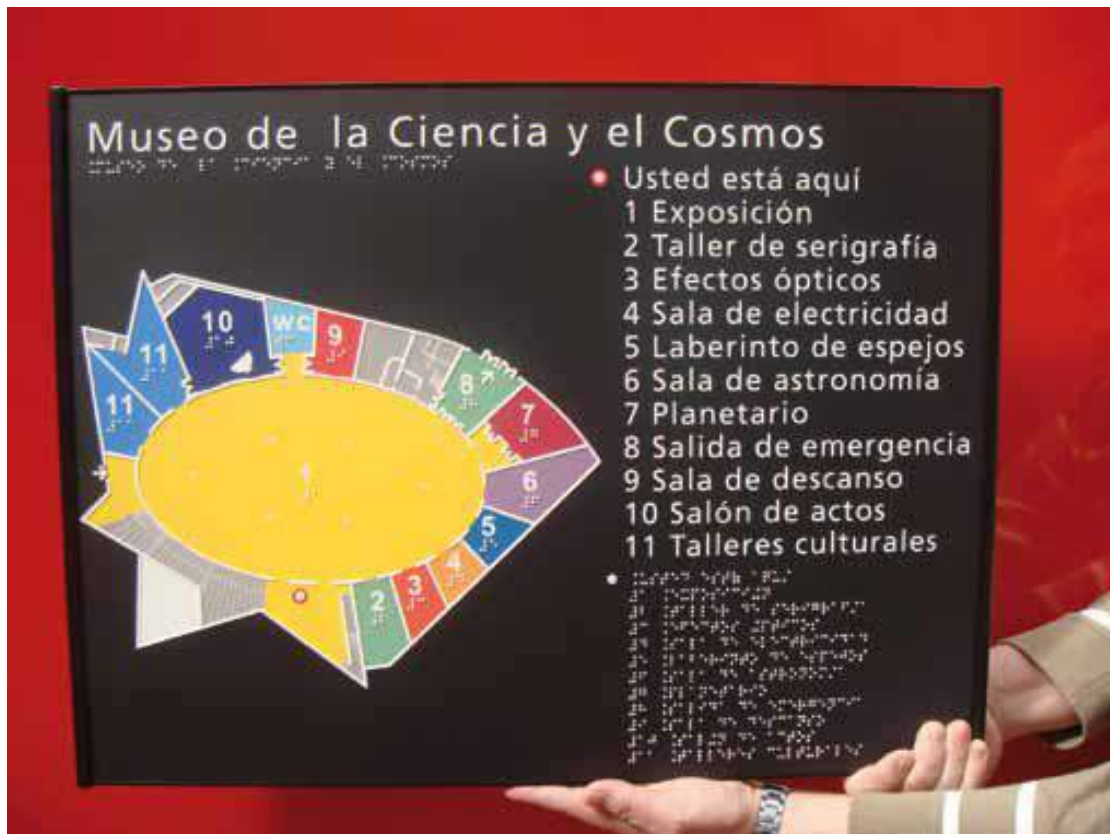 Museo de la Ciencia y el Cosmos
Usted está aquí
1 Exposición
2 Taller de serigrafía
3 Efectos ópticos
4 Sala de electricidad
5 Laberinto de espejos
6 Sala de astronomía
7 Planetario
8 Salida de emergencia
9 Sala de descanso
10 Salón de actos
11 Talleres culturales
10
wc
9
11
8
11
7
1
6
5
4
3
2